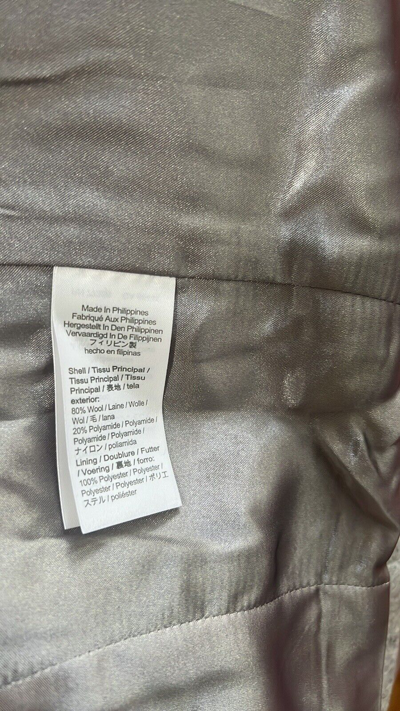 Made In Philippines
Fabriqué Aux Philippines
Hergestellt In Den Philippinen
Vervaardigd In De Filippijnen
フィリピン製
hecho en filipinas
Shell / Tissu Principal /
Tissu Principal / Tissu
Principal / 表地 / tela
exterior:
80% Wool / Laine / Wolle /
Wol / 毛 / lana
20% Polyamide / Polyamide /
Polyamide / Polyamide /
ナイロン / poliamida
Lining / Doublure / Futter
/ Voering / 裏地 / forro:
100% Polyester / Polyester /
Polyester / Polyester / ポリエ
ステル / poliéster